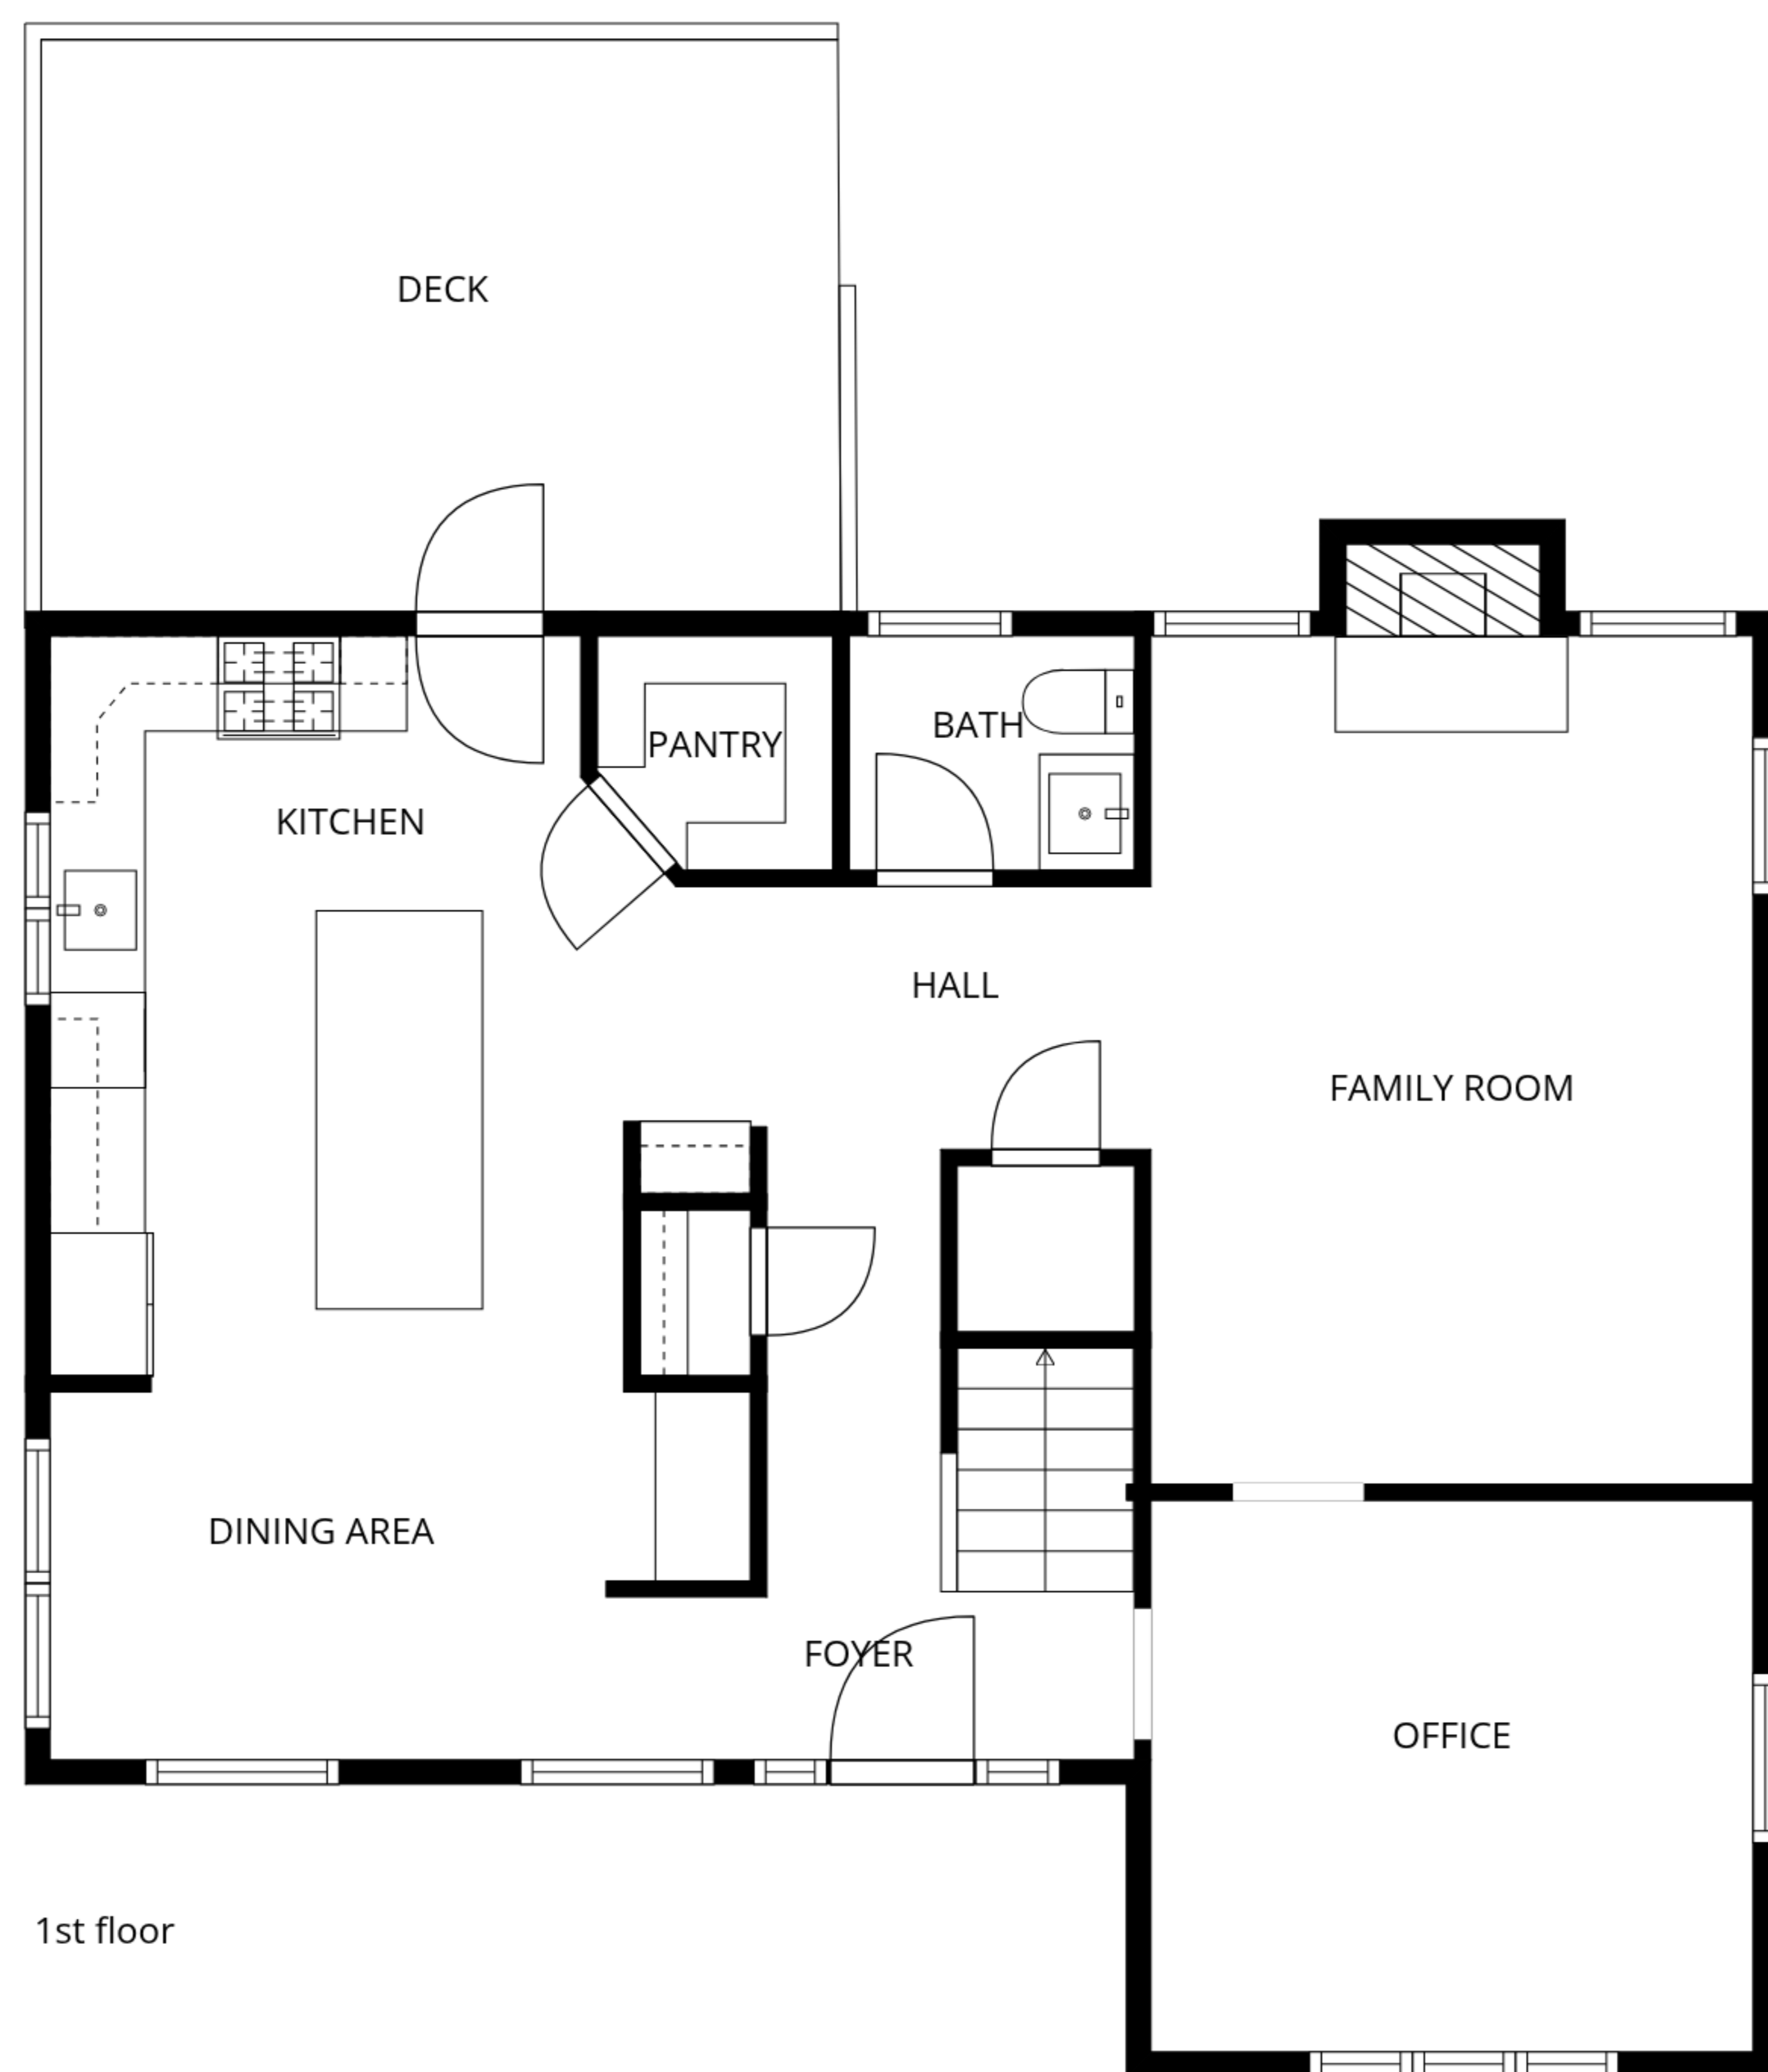 DECK
PANTRY
BATH
KITCHEN
HALL
FAMILY ROOM
DINING AREA
FOYER
OFFICE
1st floor